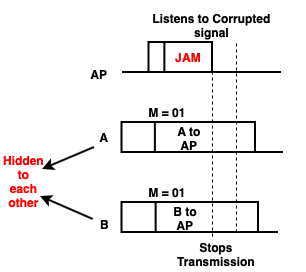 Listens to Corrupted
signal
JAM
AP
M = 01
A
A to
AP
Hidden
to
each
other
M = 01
B to
AP
B
Stops
Transmission